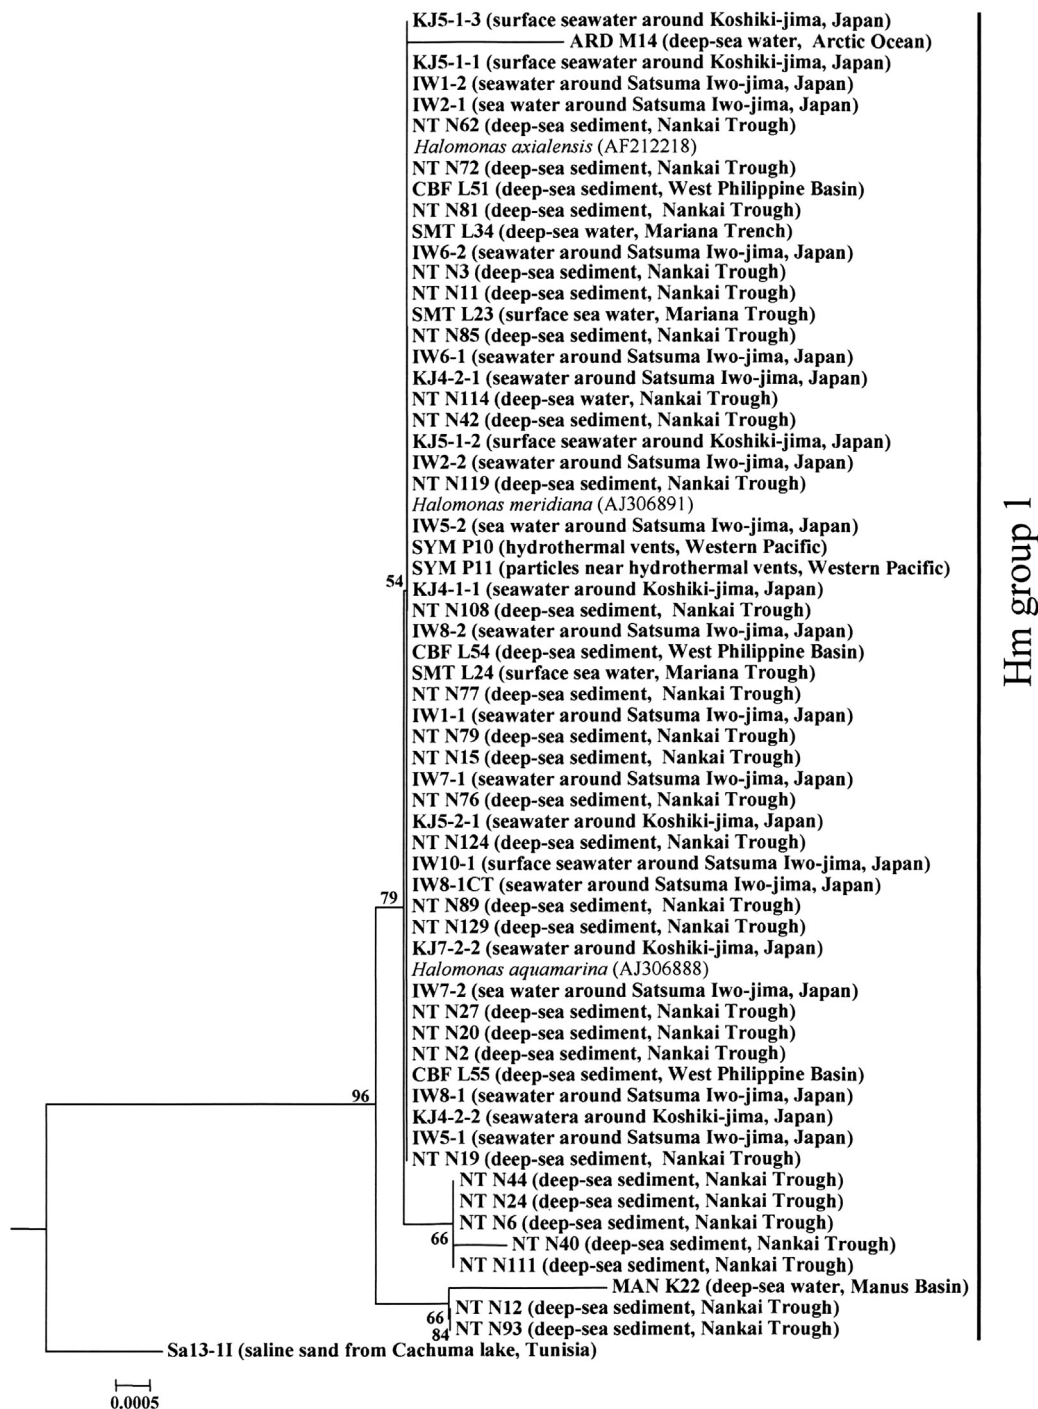 KJ5-1-3 (surface seawater around Koshiki-jima, Japan)
ARD M14 (deep-sea water, Arctic Ocean)
KJ5-1-1 (surface seawater around Koshiki-jima, Japan)
IW1-2 (seawater around Satsuma Iwo-jima, Japan)
IW2-1 (sea water around Satsuma Iwo-jima, Japan)
NT N62 (deep-sea sediment, Nankai Trough)
Halomonas axialensis (AF212218)
NT N72 (deep-sea sediment, Nankai Trough)
CBF L51 (deep-sea sediment, West Philippine Basin)
NT N81 (deep-sea sediment, Nankai Trough)
SMT L34 (deep-sea water, Mariana Trench)
IW6-2 (seawater around Satsuma Iwo-jima, Japan)
NT N3 (deep-sea sediment, Nankai Trough)
NT N11 (deep-sea sediment, Nankai Trough)
SMT L23 (surface sea water, Mariana Trough)
NT N85 (deep-sea sediment, Nankai Trough)
IW6-1 (seawater around Satsuma Iwo-jima, Japan)
KJ4-2-1 (seawater around Satsuma Iwo-jima, Japan)
NT N114 (deep-sea water, Nankai Trough)
NT N42 (deep-sea sediment, Nankai Trough)
KJ5-1-2 (surface seawater around Koshiki-jima, Japan)
IW2-2 (seawater around Satsuma Iwo-jima, Japan)
NT N119 (deep-sea sediment, Nankai Trough)
Halomonas meridiana (AJ306891)
IW5-2 (sea water around Satsuma Iwo-jima, Japan)
SYM P10 (hydrothermal vents, Western Pacific)
SYM P11 (particles near hydrothermal vents, Western Pacific)
54
KJ4-1-1 (seawater around Koshiki-jima, Japan)
NT N108 (deep-sea sediment, Nankai Trough)
IW8-2 (seawater around Satsuma Iwo-jima, Japan)
CBF L54 (deep-sea sediment, West Philippine Basin)
SMT L24 (surface sea water, Mariana Trough)
NT N77 (deep-sea sediment, Nankai Trough)
IW1-1 (seawater around Satsuma Iwo-jima, Japan)
NT N79 (deep-sea sediment, Nankai Trough)
NT N15 (deep-sea sediment, Nankai Trough)
IW7-1 (seawater around Satsuma Iwo-jima, Japan)
NT N76 (deep-sea sediment, Nankai Trough)
KJ5-2-1 (seawater around Koshiki-jima, Japan)
NT N124 (deep-sea sediment, Nankai Trough)
IW10-1 (surface seawater around Satsuma Iwo-jima, Japan)
IW8-1CT (seawater around Satsuma Iwo-jima, Japan)
79
NT N89 (deep-sea sediment, Nankai Trough)
NT N129 (deep-sea sediment, Nankai Trough)
KJ7-2-2 (seawater around Koshiki-jima, Japan)
Halomonas aquamarina (AJ306888)
IW7-2 (sea water around Satsuma Iwo-jima, Japan)
NT N27 (deep-sea sediment, Nankai Trough)
NT N20 (deep-sea sediment, Nankai Trough)
NT N2 (deep-sea sediment, Nankai Trough)
CBF L55 (deep-sea sediment, West Philippine Basin)
96
IW8-1 (seawater around Satsuma Iwo-jima, Japan)
KJ4-2-2 (seawatera around Koshiki-jima, Japan)
IW5-1 (seawater around Satsuma Iwo-jima, Japan)
NT N19 (deep-sea sediment, Nankai Trough)
NT N44 (deep-sea sediment, Nankai Trough)
NT N24 (deep-sea sediment, Nankai Trough)
NT N6 (deep-sea sediment, Nankai Trough)
66
NT N40 (deep-sea sediment, Nankai Trough)
NT N111 (deep-sea sediment, Nankai Trough)
MAN K22 (deep-sea water, Manus Basin)
NT N12 (deep-sea sediment, Nankai Trough)
66
NT N93 (deep-sea sediment, Nankai Trough)
84
Sa13-1I (saline sand from Cachuma lake, Tunisia)
0.0005
Hm group 1